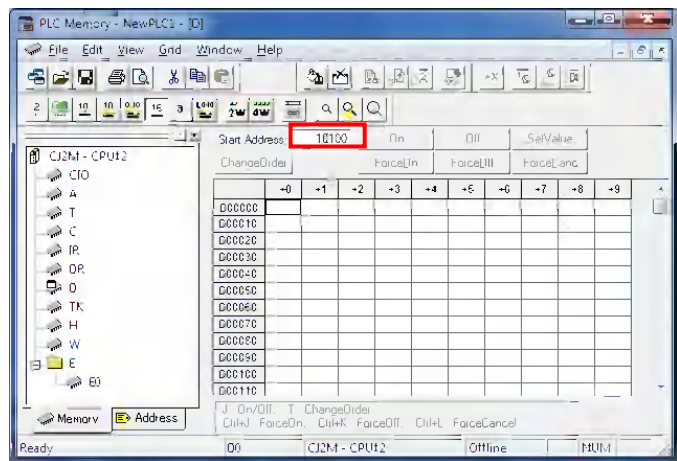 PLC Memory - NewPLC1 - [D]
File Edit View Grid Window Help
Start Address: 10100 On Off SetValue
ChangeOrder ForceOn ForceOff ForceCanc
CJ2M - CPU12
CIO
A
T
C
IR
DR
D
TK
H
W
E
E0
+0 +1 +2 +3 +4 +5 +6 +7 +8 +9
D00000
D00010
D00020
D00030
D00040
D00050
D00060
D00070
D00080
D00090
D00100
D00110
Memory Address
J On/Off, T ChangeOrder
Ctrl+J ForceOn, Ctrl+K ForceOff, Ctrl+L ForceCancel
Ready D0 CJ2M - CPU12 Offline NUM